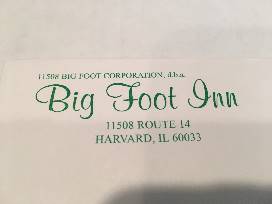 11508 BIG FOOT CORPORATION, d.b.a.
Big Foot Inn
11508 ROUTE 14
HARVARD, IL 60033